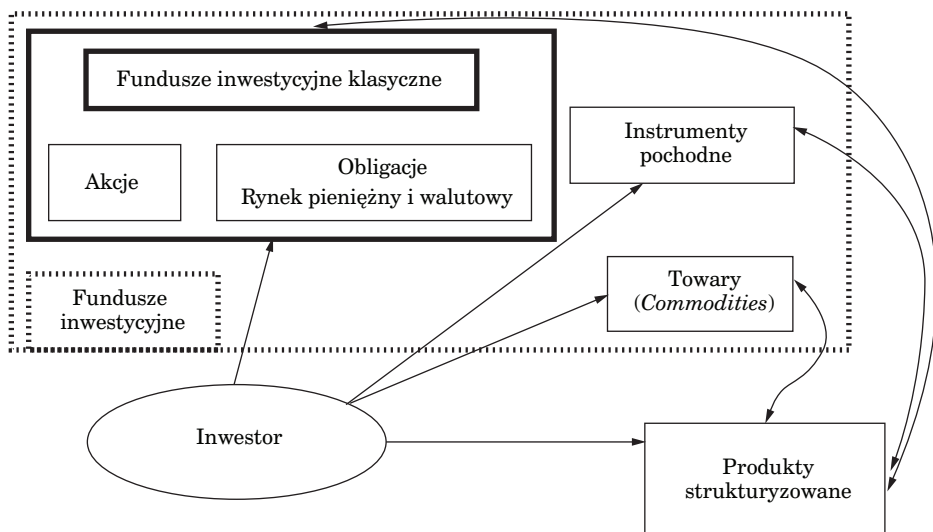 Fundusze inwestycyjne klasyczne
Akcje
Obligacje
Rynek pieniężny i walutowy
Instrumenty
pochodne
Towary
(Commodities)
Fundusze
inwestycyjne
Inwestor
Produkty
strukturyzowane